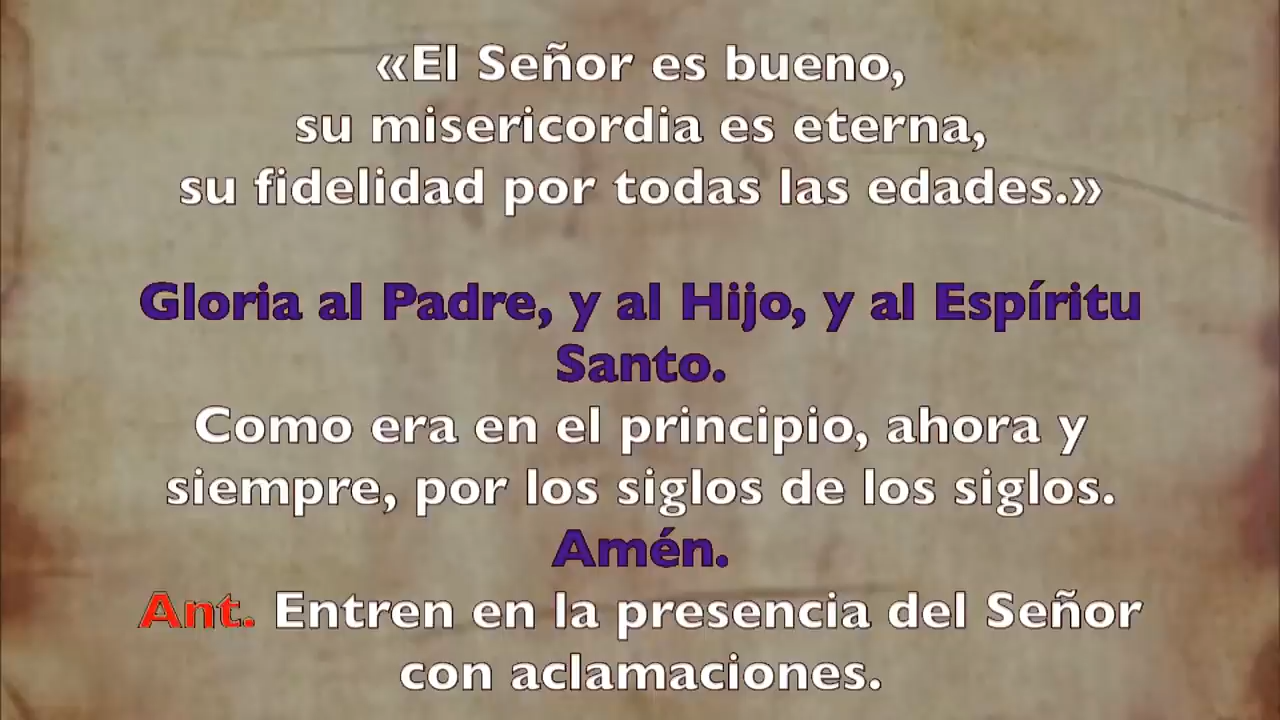 «El Señor es bueno,
su misericordia es eterna,
su fidelidad por todas las edades.»
Gloria al Padre, y al Hijo, y al Espíritu
Santo.
Como era en el principio, ahora y
siempre, por los siglos de los siglos.
Amén.
Ant. Entren en la presencia del Señor
con aclamaciones.